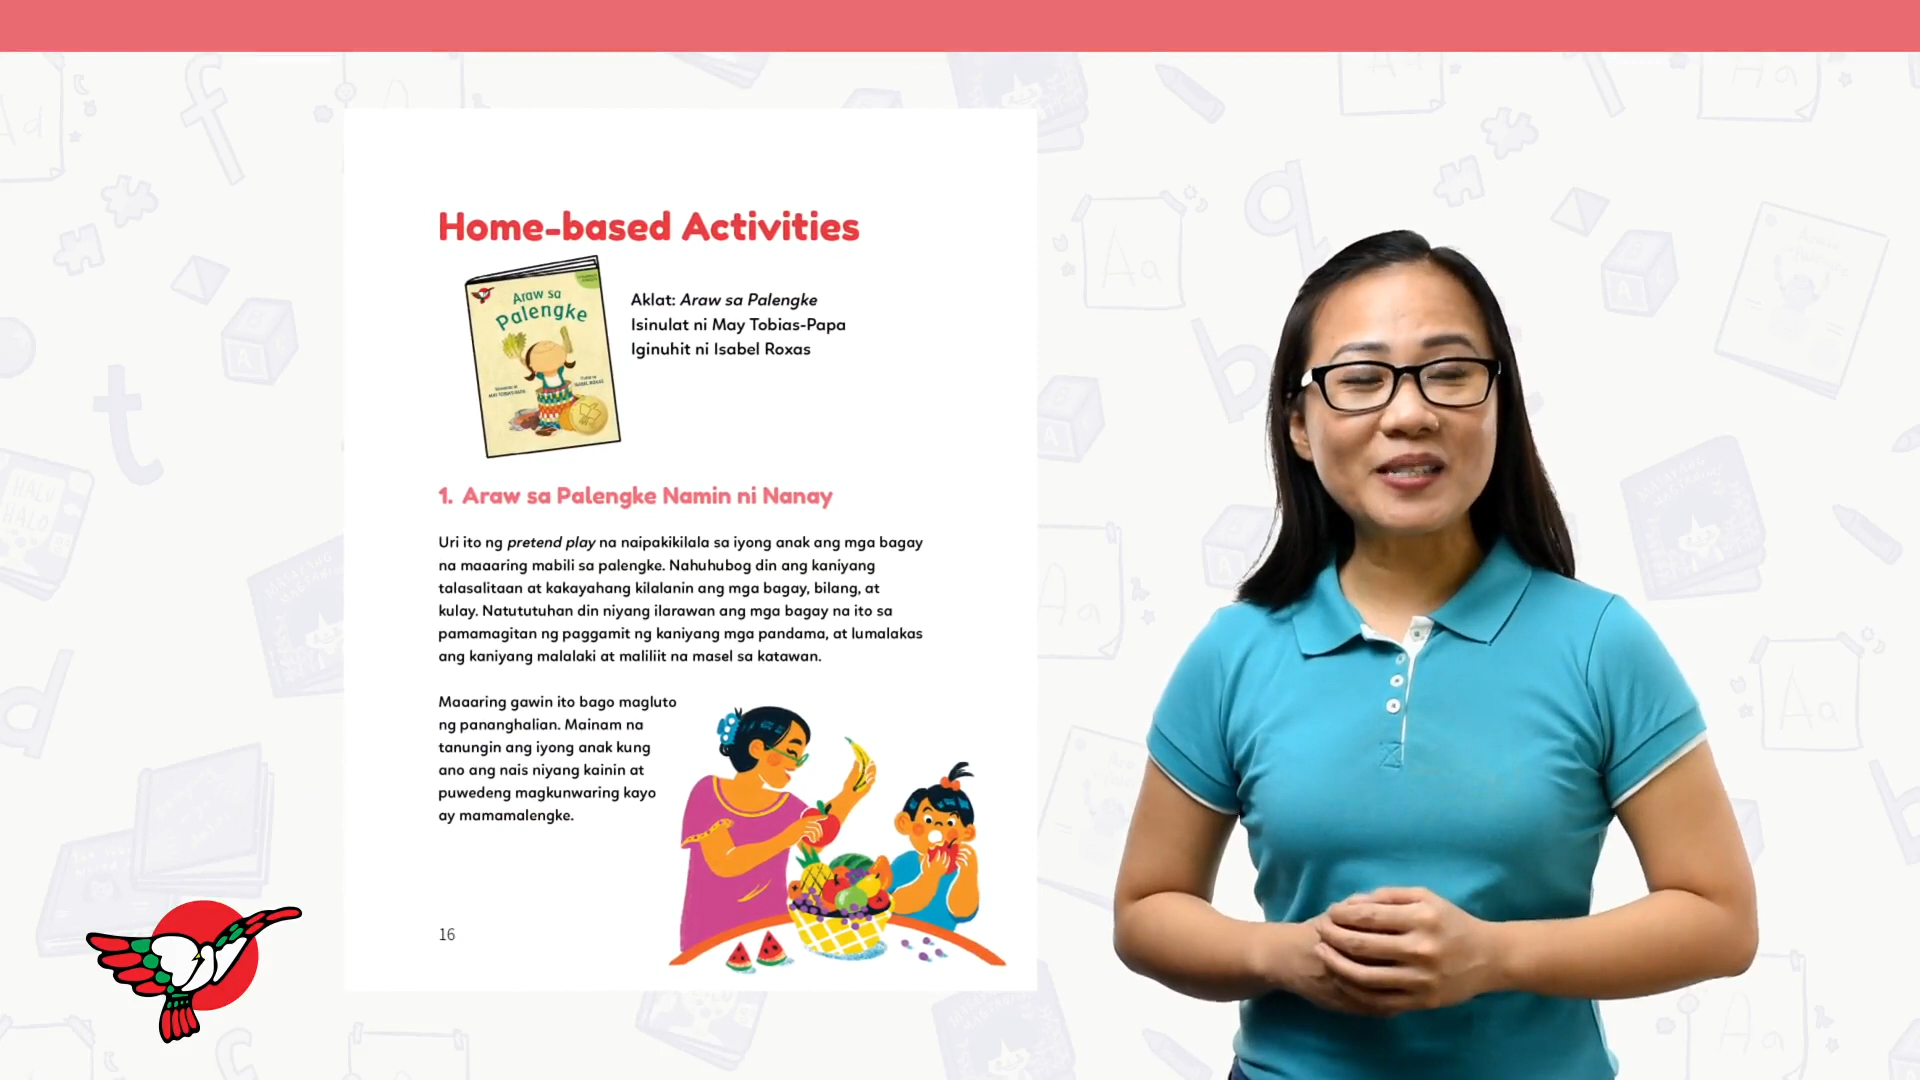 Home-based Activities
Araw sa
Palengke
Aklat: Araw sa Palengke
Isinulat ni May Tobias-Papa
Iginuhit ni Isabel Roxas
1. Araw sa Palengke Namin ni Nanay
Uri ito ng pretend play na naipakikilala sa iyong anak ang mga bagay
na maaaring mabili sa palengke. Nahuhubog din ang kaniyang
talasalitaan at kakayahang kilalanin ang mga bagay, bilang, at
kulay. Natututuhan din niyang ilarawan ang mga bagay na ito sa
pamamagitan ng paggamit ng kaniyang mga pandama, at lumalakas
ang kaniyang malalaki at maliliit na masel sa katawan.
Maaaring gawin ito bago magluto
ng pananghalian. Mainam na
tanungin ang iyong anak kung
ano ang nais niyang kainin at
puwedeng magkunwaring kayo
ay mamamalengke.
16